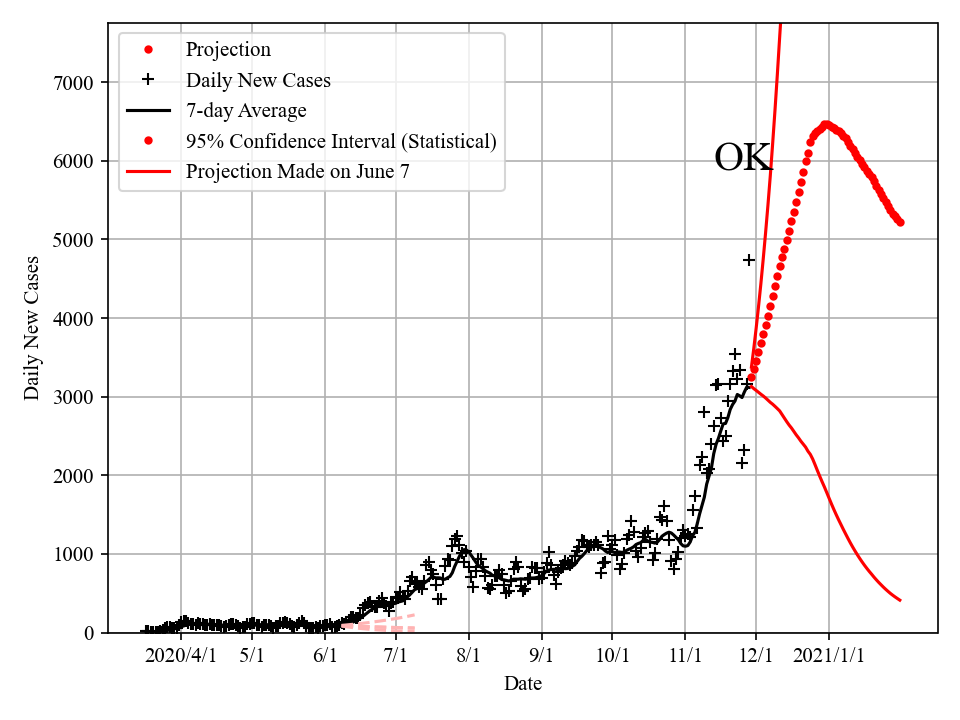 Projection
Daily New Cases
7-day Average
95% Confidence Interval (Statistical)
Projection Made on June 7
OK
7000
6000
5000
4000
3000
2000
1000
0
Daily New Cases
2020/4/1 5/1 6/1 7/1 8/1 9/1 10/1 11/1 12/1 2021/1/1
Date